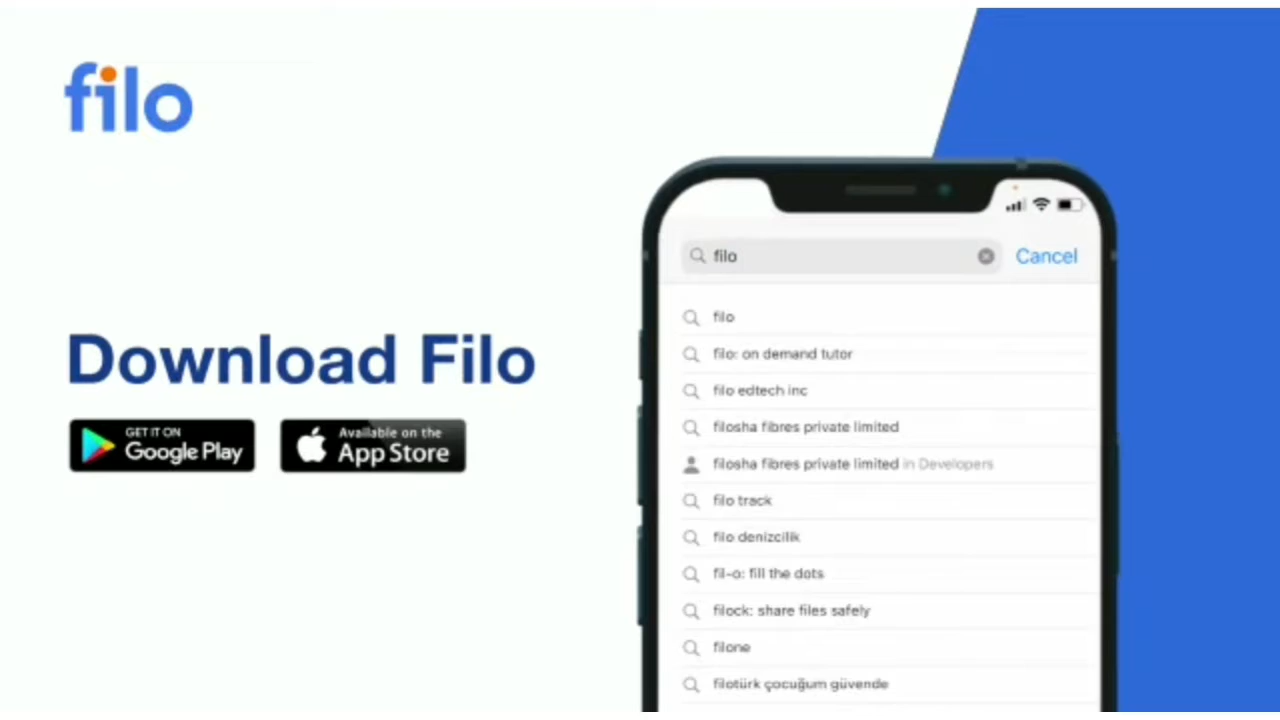 filo
Download Filo
GET IT ON
Google Play
Available on the
App Store
filo
Cancel
filo
filo: on demand tutor
filo edtech inc
filosha fibres private limited
filosha fibres private limited in Developers
filo track
filo denizcilik
fil-o: fill the dots
filock: share files safely
filone
filotürk çocuğum güvende